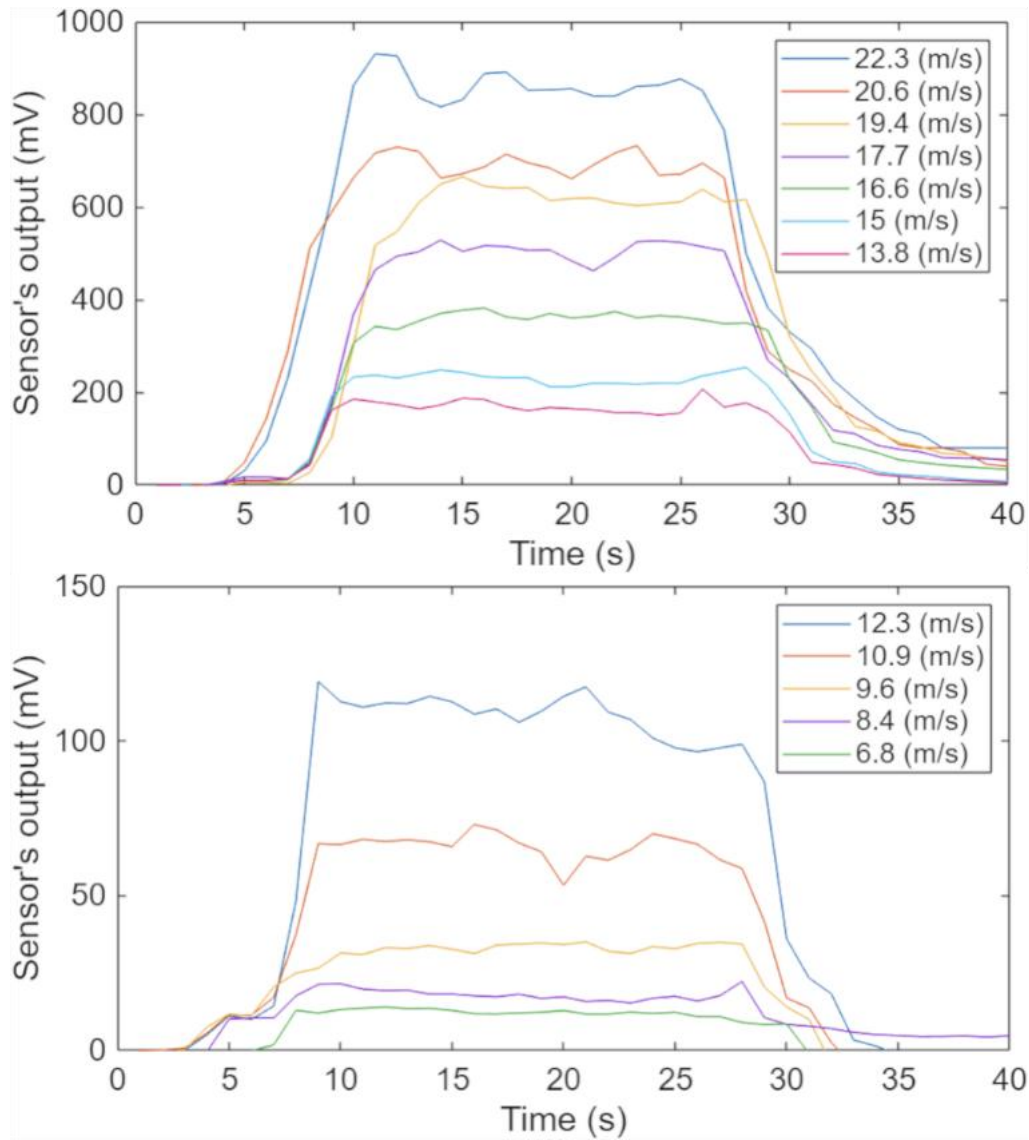 1000
800
600
400
200
0
Sensor's output (mV)
22.3 (m/s)
20.6 (m/s)
19.4 (m/s)
17.7 (m/s)
16.6 (m/s)
15 (m/s)
13.8 (m/s)
0 5 10 15 20 25 30 35 40
Time (s)
150
100
50
0
Sensor's output (mV)
12.3 (m/s)
10.9 (m/s)
9.6 (m/s)
8.4 (m/s)
6.8 (m/s)
0 5 10 15 20 25 30 35 40
Time (s)